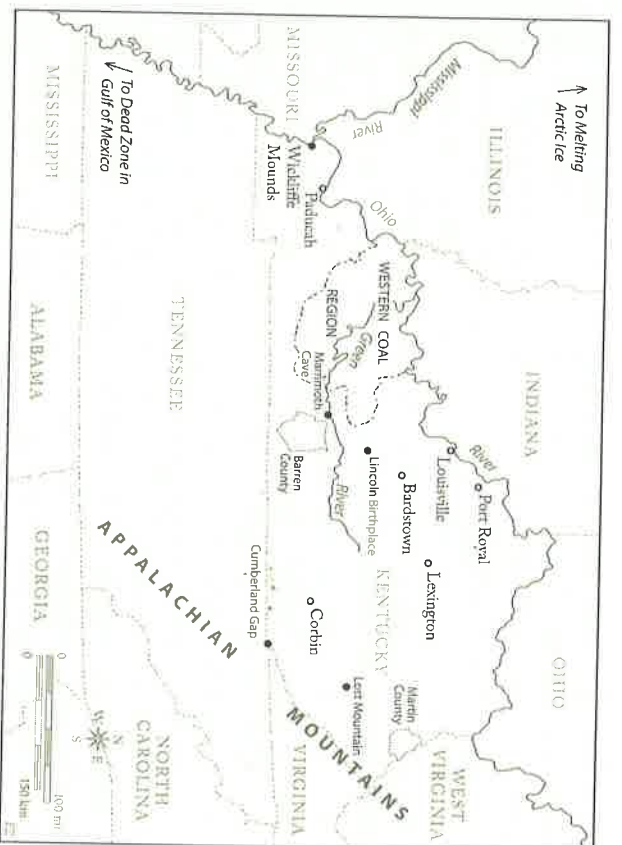 ↑ To Melting
Arctic Ice
ILLINOIS
INDIANA
OHIO
Mississippi
River
MISSOURI
Ohio
River
Wickliffe
Mounds
Paducah
WESTERN COAL
REGION
Green
River
Mammoth
Cave
Barren
County
Lincoln Birthplace
Bardstown
Louisville
Port Royal
Lexington
KENTUCKY
Corbin
Cumberland Gap
Lost Mountain
Martin
County
WEST
VIRGINIA
VIRGINIA
APPALACHIAN
MOUNTAINS
TENNESSEE
↓ To Dead Zone in
Gulf of Mexico
MISSISSIPPI
ALABAMA
GEORGIA
NORTH
CAROLINA
N
W E
S
0 100 mi
0 150 km